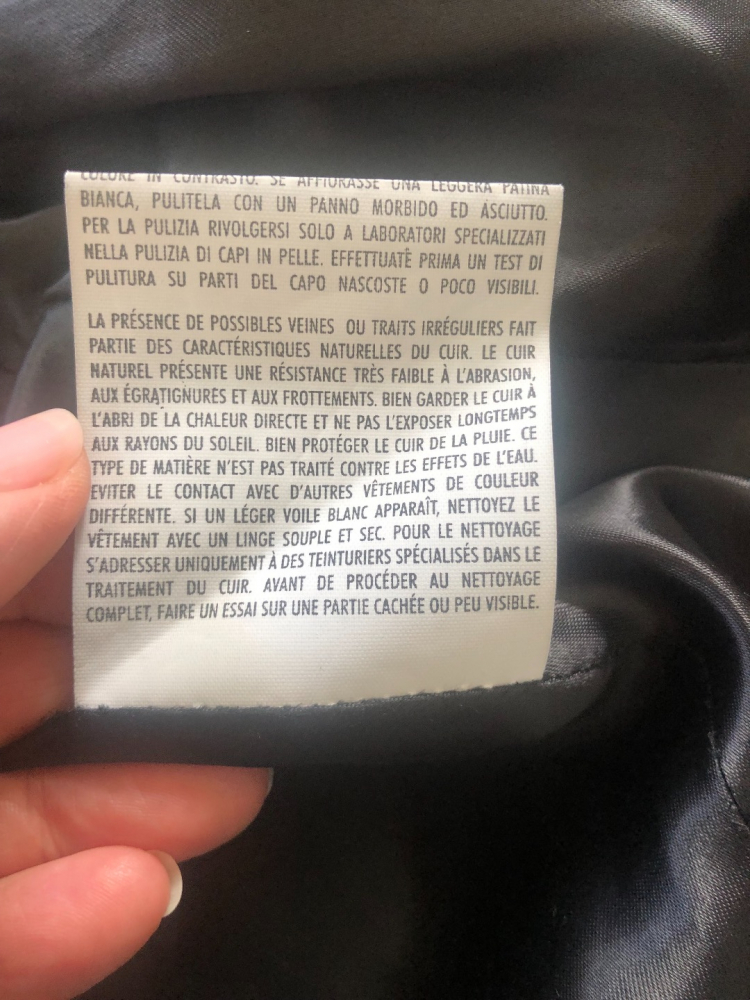 COLORE IN CONTRASTO. SE AFFIORASSE UNA LEGGERA PATINA
BIANCA, PULITELA CON UN PANNO MORBIDO ED ASCIUTTO.
PER LA PULIZIA RIVOLGERSI SOLO A LABORATORI SPECIALIZZATI
NELLA PULIZIA DI CAPI IN PELLE. EFFETTUATE PRIMA UN TEST DI
PULITURA SU PARTI DEL CAPO NASCOSTE O POCO VISIBILI.
LA PRÉSENCE DE POSSIBLES VEINES OU TRAITS IRRÉGULIERS FAIT
PARTIE DES CARACTÉRISTIQUES NATURELLES DU CUIR. LE CUIR
NATUREL PRÉSENTE UNE RÉSISTANCE TRÈS FAIBLE À L'ABRASION,
AUX ÉGRATIGNURES ET AUX FROTTEMENTS. BIEN GARDER LE CUIR À
L'ABRI DE LA CHALEUR DIRECTE ET NE PAS L'EXPOSER LONGTEMPS
AUX RAYONS DU SOLEIL. BIEN PROTÉGER LE CUIR DE LA PLUIE. CE
TYPE DE MATIÈRE N'EST PAS TRAITÉ CONTRE LES EFFETS DE L'EAU.
EVITER LE CONTACT AVEC D'AUTRES VÊTEMENTS DE COULEUR
DIFFÉRENTE. SI UN LÉGER VOILE BLANC APPARAÎT, NETTOYEZ LE
VÊTEMENT AVEC UN LINGE SOUPLE ET SEC. POUR LE NETTOYAGE
S'ADRESSER UNIQUEMENT À DES TEINTURIERS SPÉCIALISÉS DANS LE
TRAITEMENT DU CUIR. AVANT DE PROCÉDER AU NETTOYAGE
COMPLET, FAIRE UN ESSAI SUR UNE PARTIE CACHÉE OU PEU VISIBLE.